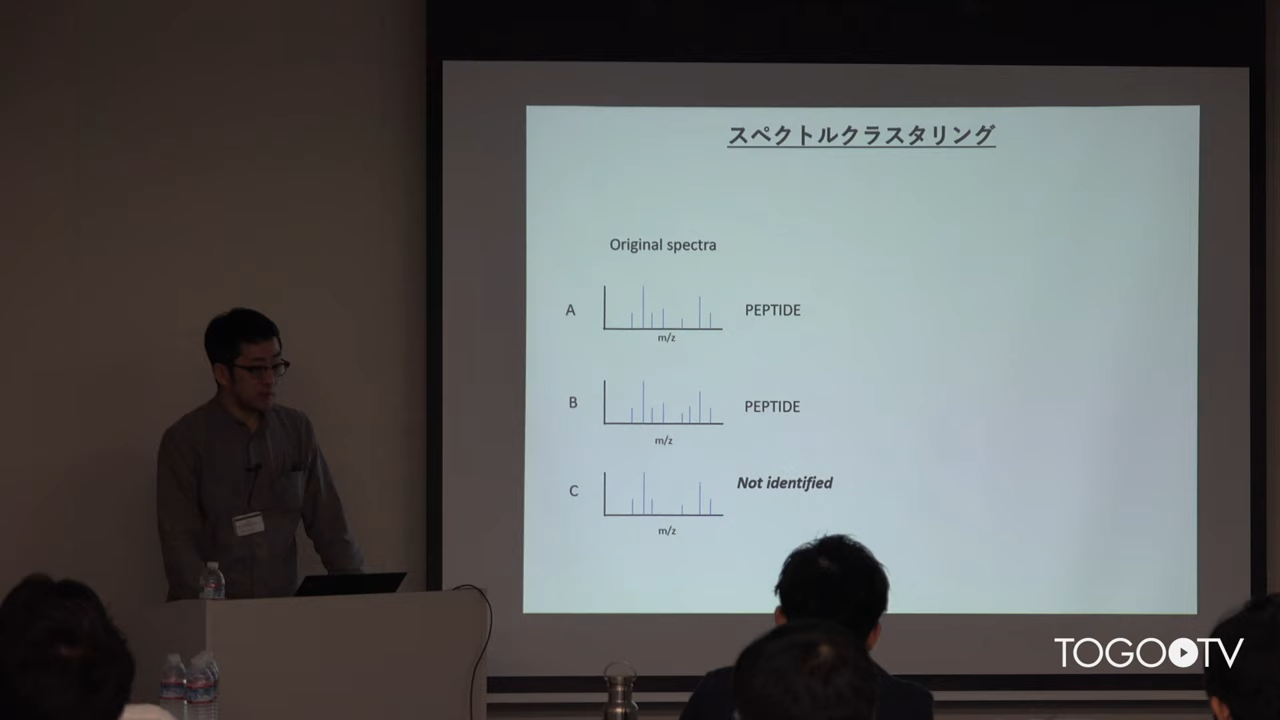 スペクトルクラスタリング
Original spectra
A
PEPTIDE
m/z
B
PEPTIDE
m/z
C
Not identified
m/z
TOGOTV